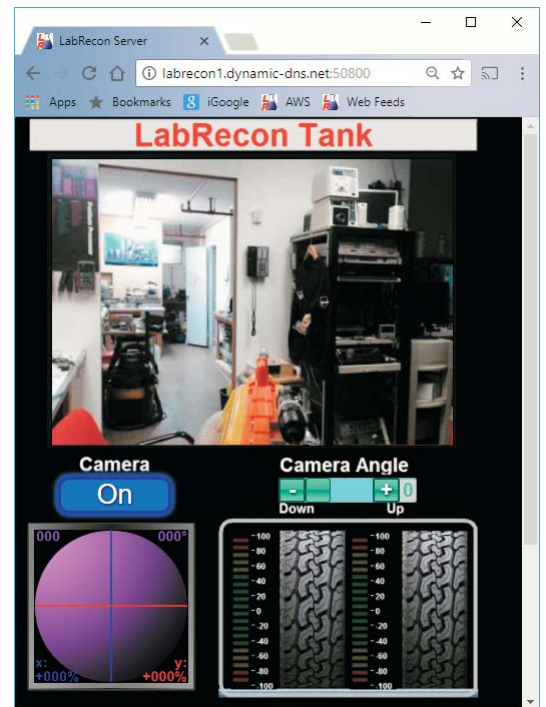 LabRecon Server
labrecon1.dynamic-dns.net:50800
Apps Bookmarks 8 iGoogle AWS Web Feeds
LabRecon Tank
Camera
On
Camera Angle
- + 0
Down Up
000 000°
x: y:
+000% +000%
-100 -100
-80 -80
-60 -60
-40 -40
-20 -20
-0 -0
-20 -20
-40 -40
-60 -60
-80 -80
-100 -100